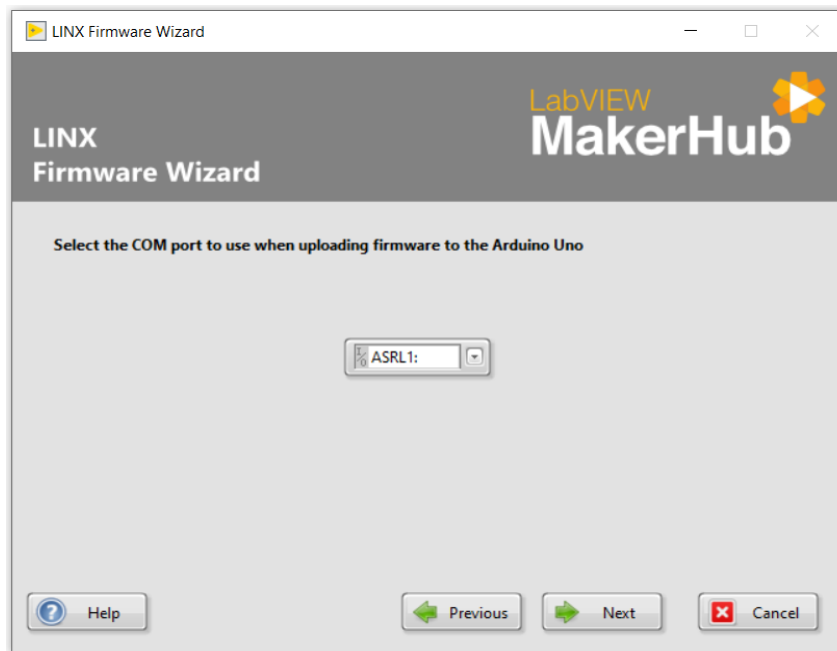 LINX Firmware Wizard
LabVIEW
MakerHub
LINX
Firmware Wizard
Select the COM port to use when uploading firmware to the Arduino Uno
I/O ASRL1:
Help
Previous
Next
Cancel